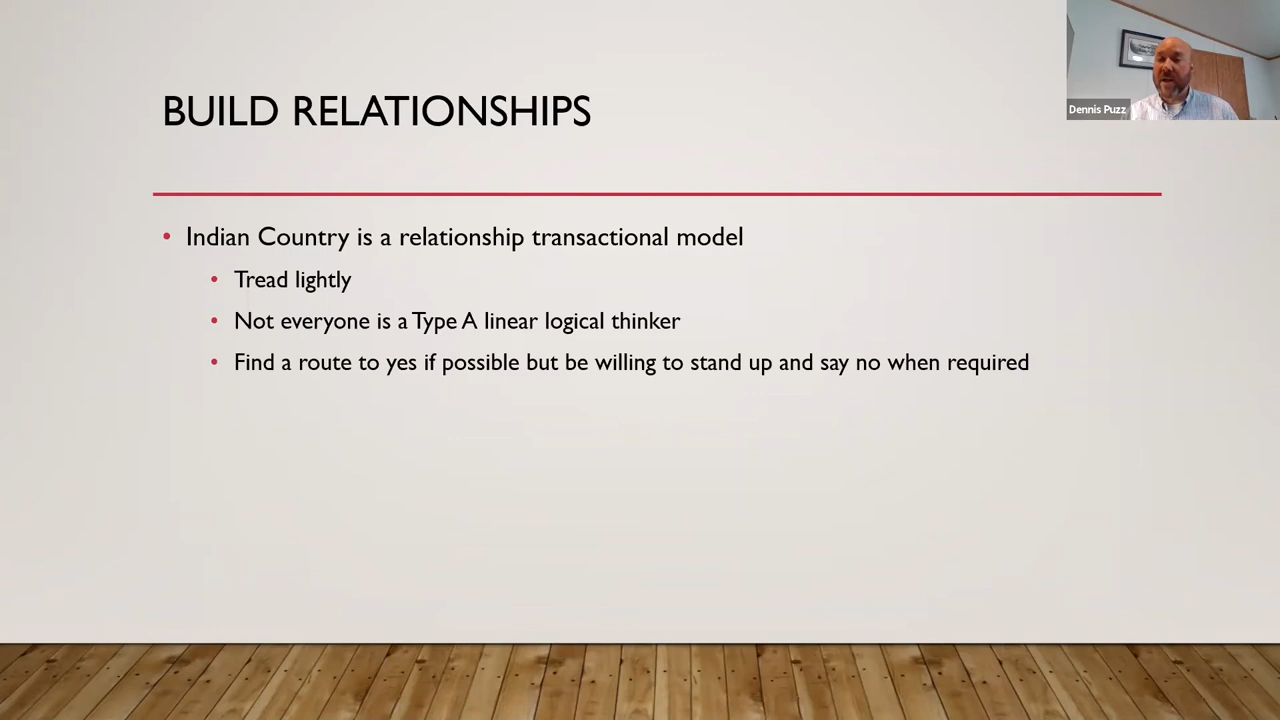 BUILD RELATIONSHIPS
Dennis Puzz
• Indian Country is a relationship transactional model
• Tread lightly
• Not everyone is a Type A linear logical thinker
• Find a route to yes if possible but be willing to stand up and say no when required